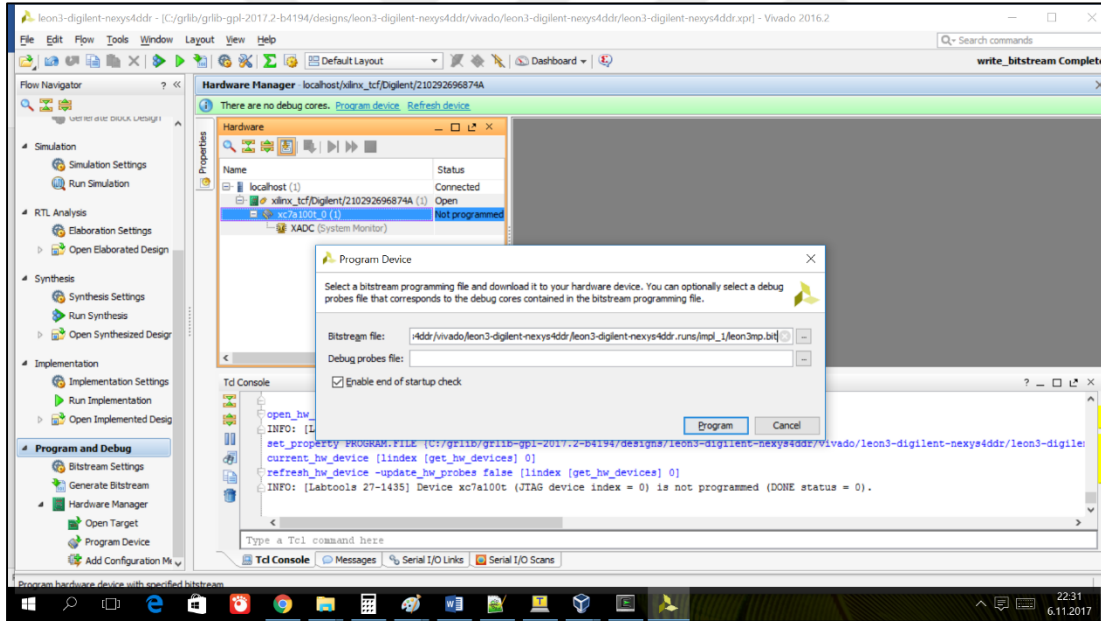 leon3-digilent-nexys4ddr - [C:/grlib/grlib-gpl-2017.2-b4194/designs/leon3-digilent-nexys4ddr/vivado/leon3-digilent-nexys4ddr/leon3-digilent-nexys4ddr.xpr] - Vivado 2016.2
File Edit Flow Tools Window Layout View Help
Q- Search commands
Default Layout
Dashboard
write_bitstream Complete
Flow Navigator ? «
Hardware Manager - localhost/xilinx_tcf/Digilent/210292696874A
There are no debug cores. Program device Refresh device
Generate Block Design
Simulation
Simulation Settings
Run Simulation
RTL Analysis
Elaboration Settings
Open Elaborated Design
Synthesis
Synthesis Settings
Run Synthesis
Open Synthesized Desigr
Implementation
Implementation Settings
Run Implementation
Open Implemented Desig
Program and Debug
Bitstream Settings
Generate Bitstream
Hardware Manager
Open Target
Program Device
Add Configuration Me
Properties
Hardware
Name Status
localhost (1) Connected
xilinx_tcf/Digilent/210292696874A (1) Open
xc7a100t_0 (1) Not programmed
XADC (System Monitor)
Program Device
Select a bitstream programming file and download it to your hardware device. You can optionally select a debug
probes file that corresponds to the debug cores contained in the bitstream programming file.
Bitstream file: 4ddr/vivado/leon3-digilent-nexys4ddr/leon3-digilent-nexys4ddr.runs/impl_1/leon3mp.bit
Debug probes file:
Enable end of startup check
Program Cancel
Tcl Console
open_hw_
INFO: [L
set_property PROGRAM.FILE {C:/grlib/grlib-gpl-2017.2-b4194/designs/leon3-digilent-nexys4ddr/vivado/leon3-digilent-nexys4ddr/leon3-digile
current_hw_device [lindex [get_hw_devices] 0]
refresh_hw_device -update_hw_probes false [lindex [get_hw_devices] 0]
INFO: [Labtools 27-1435] Device xc7a100t (JTAG device index = 0) is not programmed (DONE status = 0).
Type a Tcl command here
Tcl Console Messages Serial I/O Links Serial I/O Scans
Program hardware device with specified bitstream
22:31
6.11.2017